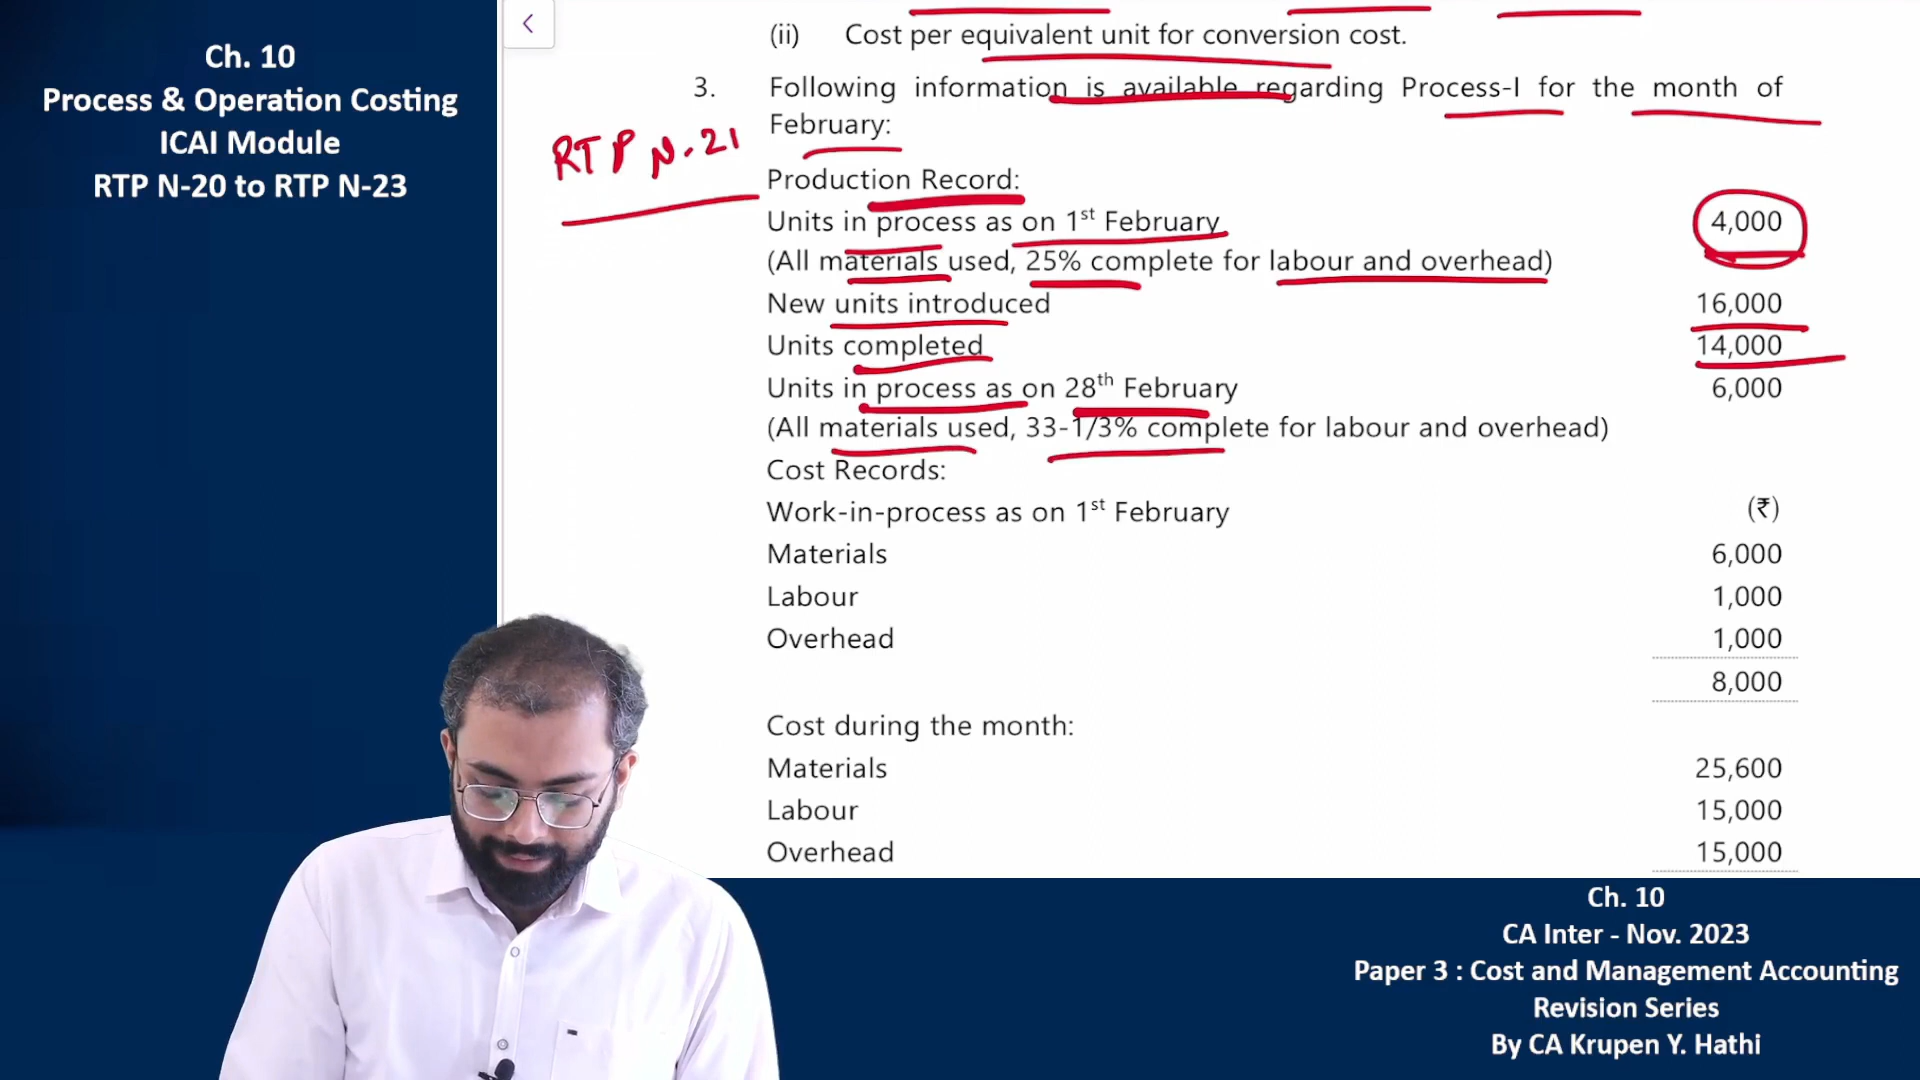 Ch. 10
Process & Operation Costing
ICAI Module
RTP N-20 to RTP N-23
(ii) Cost per equivalent unit for conversion cost.
3. Following information is available regarding Process-I for the month of
February:
RTP N-21
Production Record:
Units in process as on 1st February 4,000
(All materials used, 25% complete for labour and overhead)
New units introduced 16,000
Units completed 14,000
Units in process as on 28th February 6,000
(All materials used, 33-1/3% complete for labour and overhead)
Cost Records:
Work-in-process as on 1st February (₹)
Materials 6,000
Labour 1,000
Overhead 1,000
8,000
Cost during the month:
Materials 25,600
Labour 15,000
Overhead 15,000
Ch. 10
CA Inter - Nov. 2023
Paper 3 : Cost and Management Accounting
Revision Series
By CA Krupen Y. Hathi